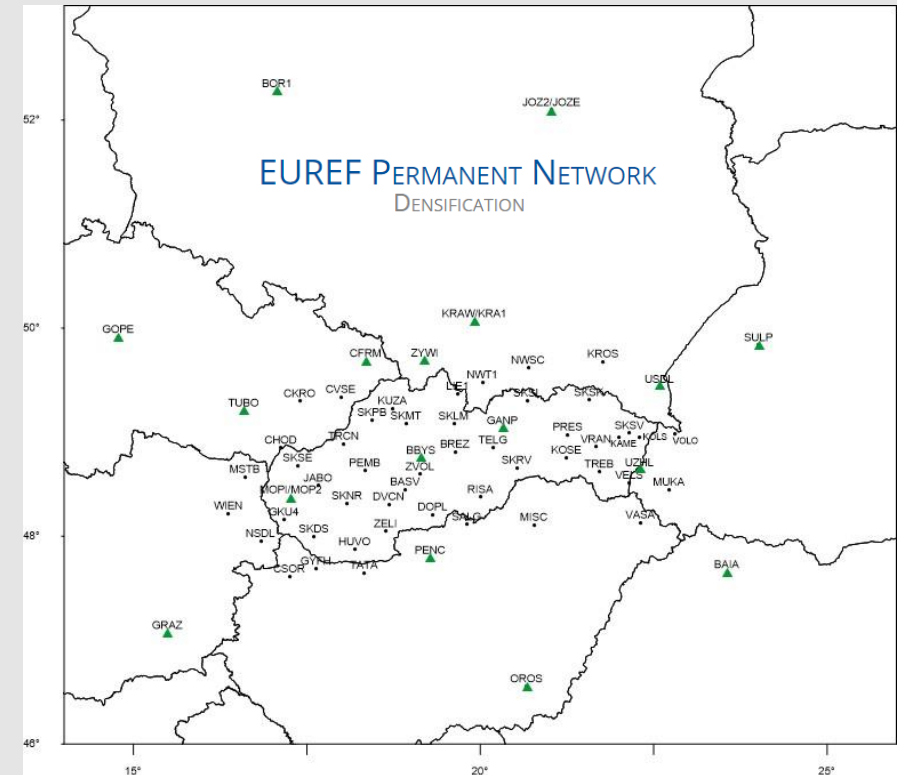 BOR1
JOZ2/JOZE
52°
EUREF PERMANENT NETWORK
DENSIFICATION
KRAW/KRA1
50°
GOPE
SULP
CFRM
ZYWI
NWSC
KROS
NWT1
USDL
LIE1
CKRO
CVSE
KUZA
SKSL
SKSK
TUBO
SKPB
SKMT
SKLM
GANP
PRES
SKSV
CHOD
TRCN
BREZ
TELG
VRAN
KAME
KOLS
VOLO
BBYS
KOSE
SKSE
PEMB
ZVOL
SKRV
TREB
UZHL
MSTB
JABO
BASV
VELS
MUKA
MOPI/MOP2
SKNR
DVCN
RISA
WIEN
GKU4
DOPL
SALG
MISC
VASA
48°
NSDL
SKDS
ZELI
HUVO
PENC
GYFH
TATA
CSOR
BAIA
GRAZ
OROS
46°
15°
20°
25°